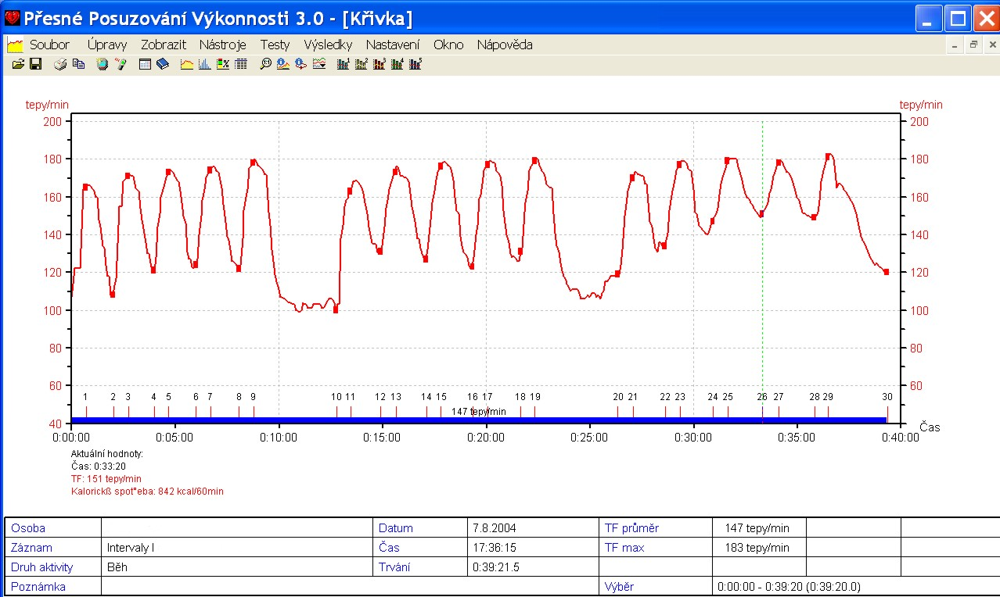 Přesné Posuzování Výkonnosti 3.0 - [Křivka]
Soubor Úpravy Zobrazit Nástroje Testy Výsledky Nastavení Okno Nápověda
tepy/min tepy/min
200 200
180 180
160 160
140 140
120 120
100 100
80 80
60 60
1 2 3 4 5 6 7 8 9 10 11 12 13 14 15 16 17 18 19 20 21 22 23 24 25 26 27 28 29 30
147 tepy/min
40 40
Čas
0:00:00 0:05:00 0:10:00 0:15:00 0:20:00 0:25:00 0:30:00 0:35:00 0:40:00
Aktuální hodnoty:
Čas: 0:33:20
TF: 151 tepy/min
Kalorickß spot°eba: 842 kcal/60min
Osoba Datum 7.8.2004 TF průměr 147 tepy/min
Záznam Intervaly I Čas 17:36:15 TF max 183 tepy/min
Druh aktivity Běh Trvání 0:39:21.5
Poznámka Výběr 0:00:00 - 0:39:20 (0:39:20.0)